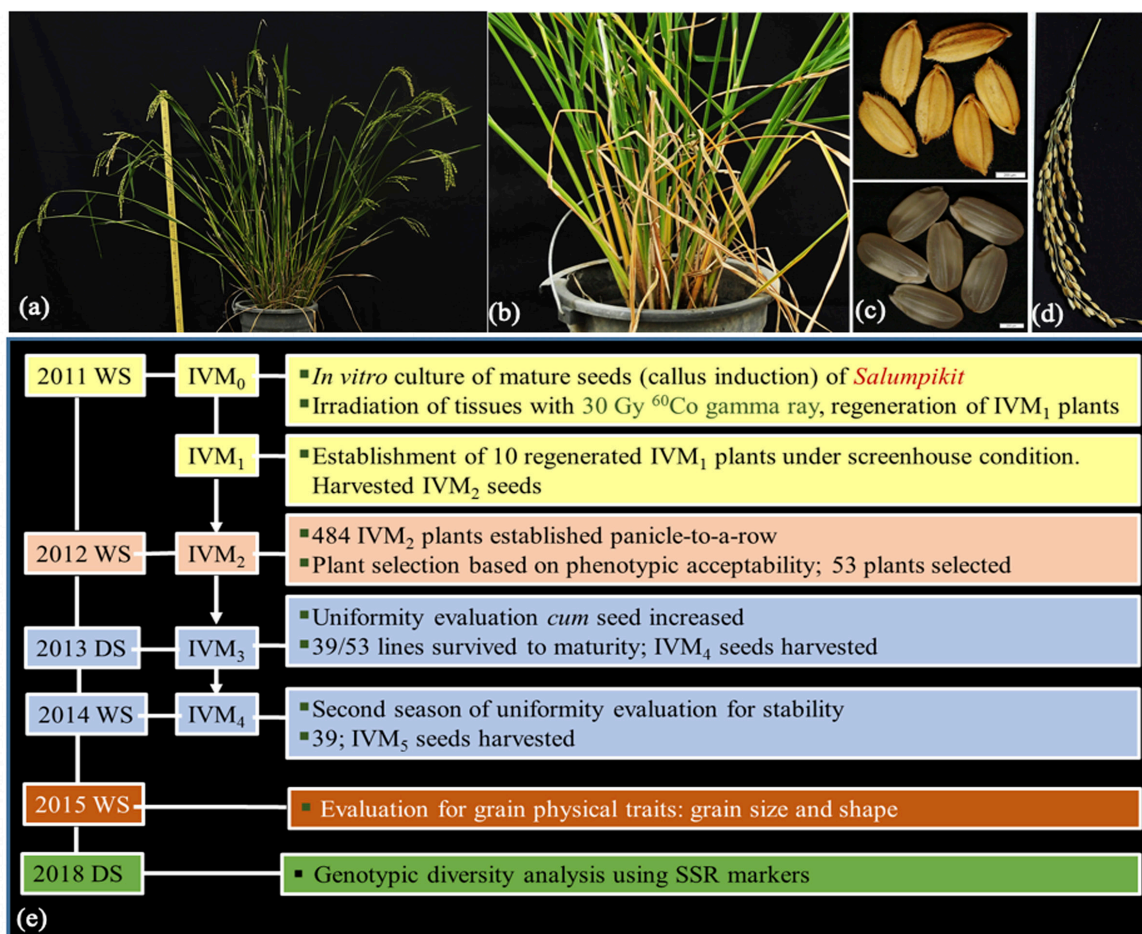 (a)
(b)
(c)
(d)
2011 WS
IVM₀
▪ In vitro culture of mature seeds (callus induction) of Salumpikit
▪ Irradiation of tissues with 30 Gy ⁶⁰Co gamma ray, regeneration of IVM₁ plants
IVM₁
▪ Establishment of 10 regenerated IVM₁ plants under screenhouse condition.
Harvested IVM₂ seeds
2012 WS
IVM₂
▪ 484 IVM₂ plants established panicle-to-a-row
▪ Plant selection based on phenotypic acceptability; 53 plants selected
2013 DS
IVM₃
▪ Uniformity evaluation cum seed increased
▪ 39/53 lines survived to maturity; IVM₄ seeds harvested
2014 WS
IVM₄
▪ Second season of uniformity evaluation for stability
▪ 39; IVM₅ seeds harvested
2015 WS
▪ Evaluation for grain physical traits: grain size and shape
2018 DS
▪ Genotypic diversity analysis using SSR markers
(e)